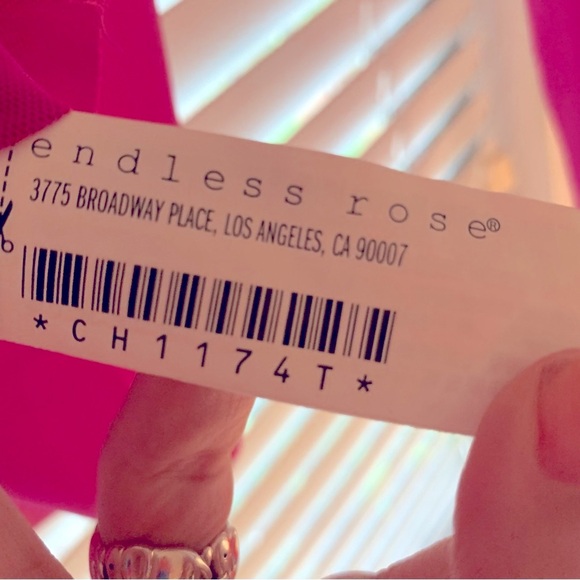 endless rose®
3775 BROADWAY PLACE, LOS ANGELES, CA 90007
*CH1174T*